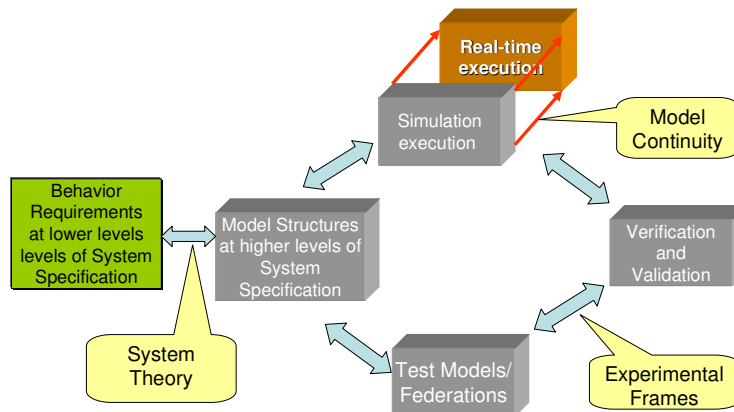 Real-time
execution
Simulation
execution
Model
Continuity
Behavior
Requirements
at lower levels
levels of System
Specification
Model Structures
at higher levels of
System
Specification
Verification
and
Validation
System
Theory
Test Models/
Federations
Experimental
Frames